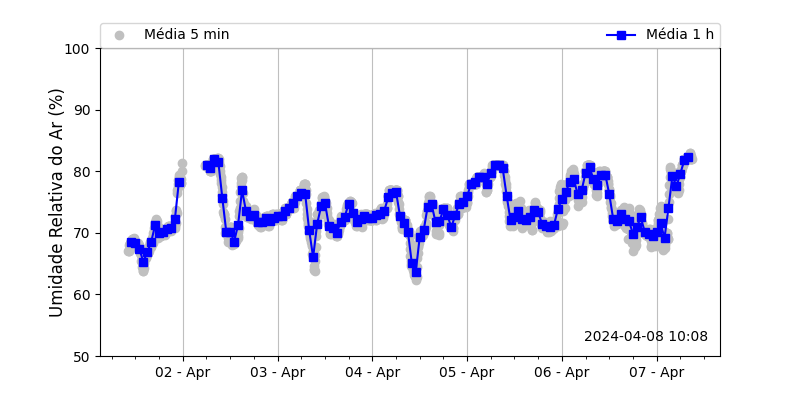 Média 5 min
Média 1 h
100
90
80
70
60
50
Umidade Relativa do Ar (%)
2024-04-08 10:08
02 - Apr
03 - Apr
04 - Apr
05 - Apr
06 - Apr
07 - Apr